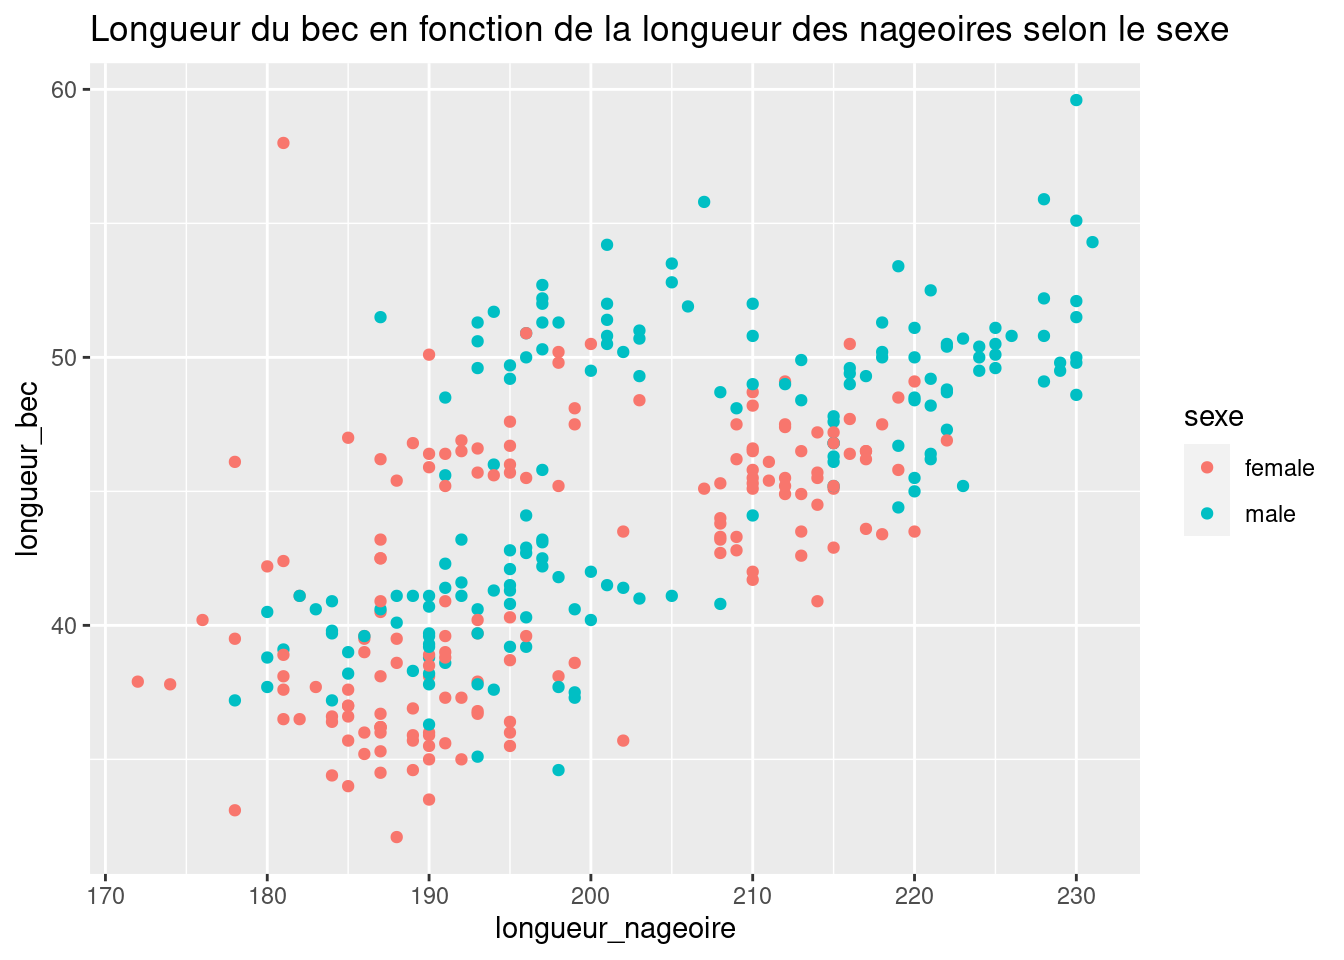 Longueur du bec en fonction de la longueur des nageoires selon le sexe
60
50
40
longueur_bec
170 180 190 200 210 220 230
longueur_nageoire
sexe
female
male